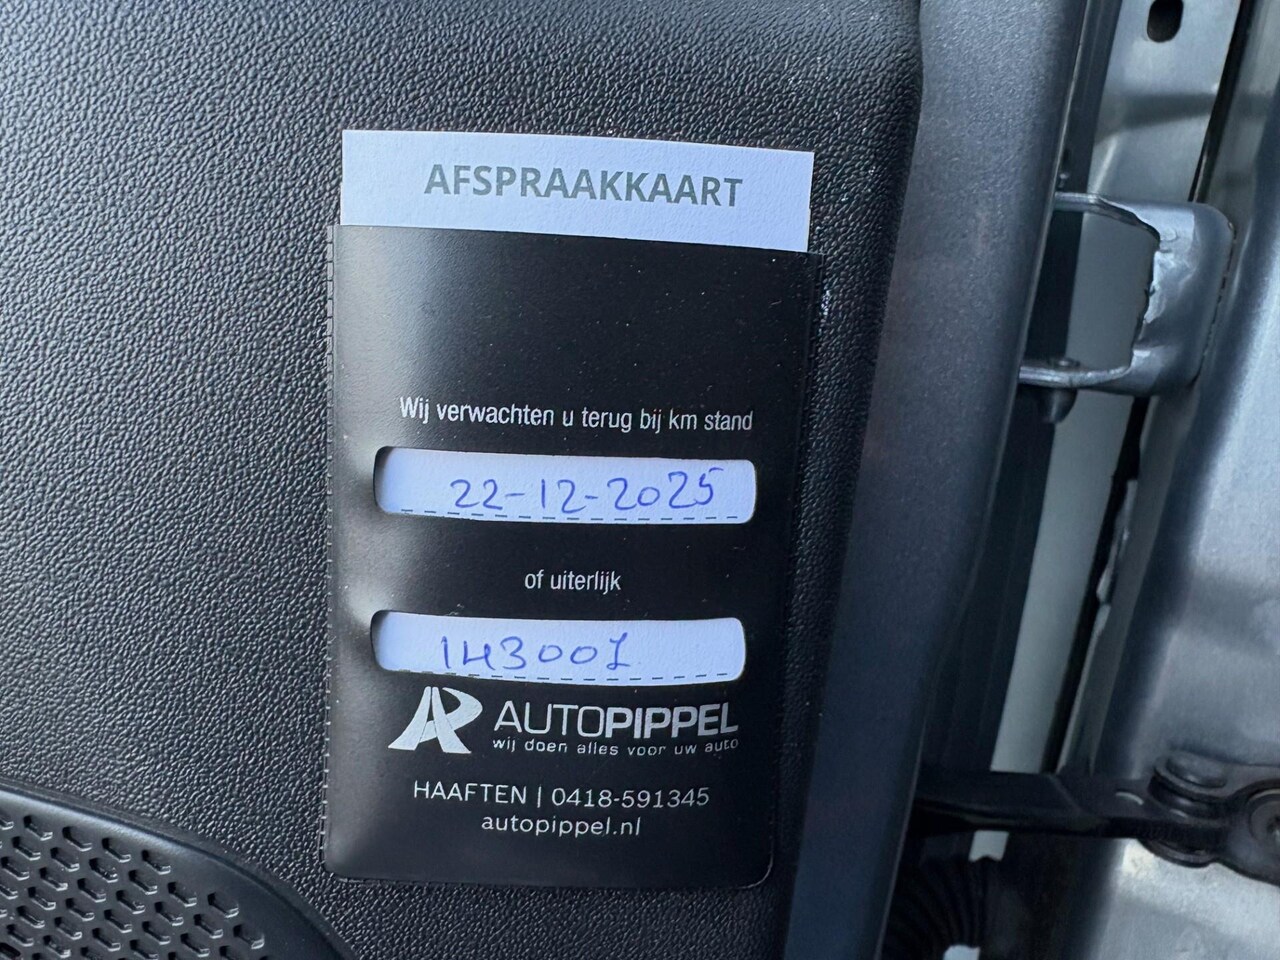 AFSPRAAKKAART
Wij verwachten u terug bij km stand
22-12-2025
of uiterlijk
143001
AUTOPIPPEL
wij doen alles voor uw auto
HAAFTEN | 0418-591345
autopippel.nl